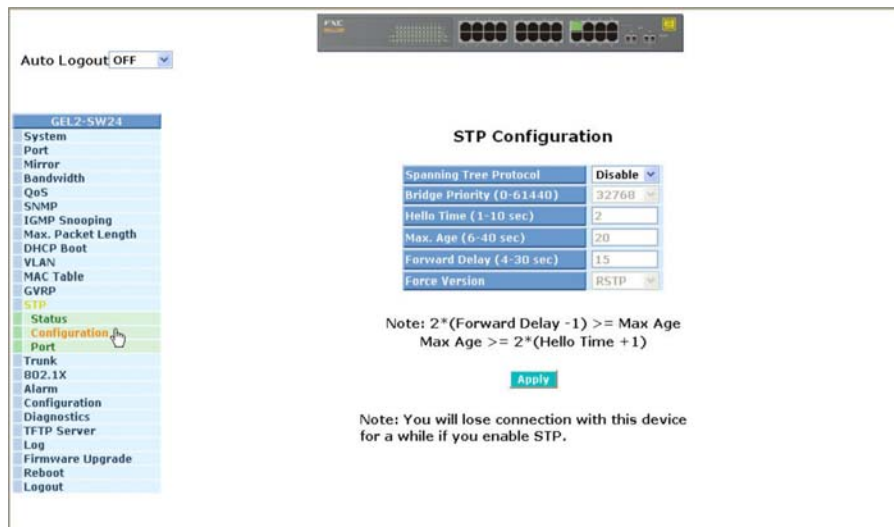 FXC
Auto Logout OFF
GEL2-SW24
System
Port
Mirror
Bandwidth
QoS
SNMP
IGMP Snooping
Max. Packet Length
DHCP Boot
VLAN
MAC Table
GVRP
STP
Status
Configuration
Port
Trunk
802.1X
Alarm
Configuration
Diagnostics
TFTP Server
Log
Firmware Upgrade
Reboot
Logout
STP Configuration
Spanning Tree Protocol Disable
Bridge Priority (0-61440) 32768
Hello Time (1-10 sec) 2
Max. Age (6-40 sec) 20
Forward Delay (4-30 sec) 15
Force Version RSTP
Note: 2*(Forward Delay -1) >= Max Age
Max Age >= 2*(Hello Time +1)
Apply
Note: You will lose connection with this device
for a while if you enable STP.